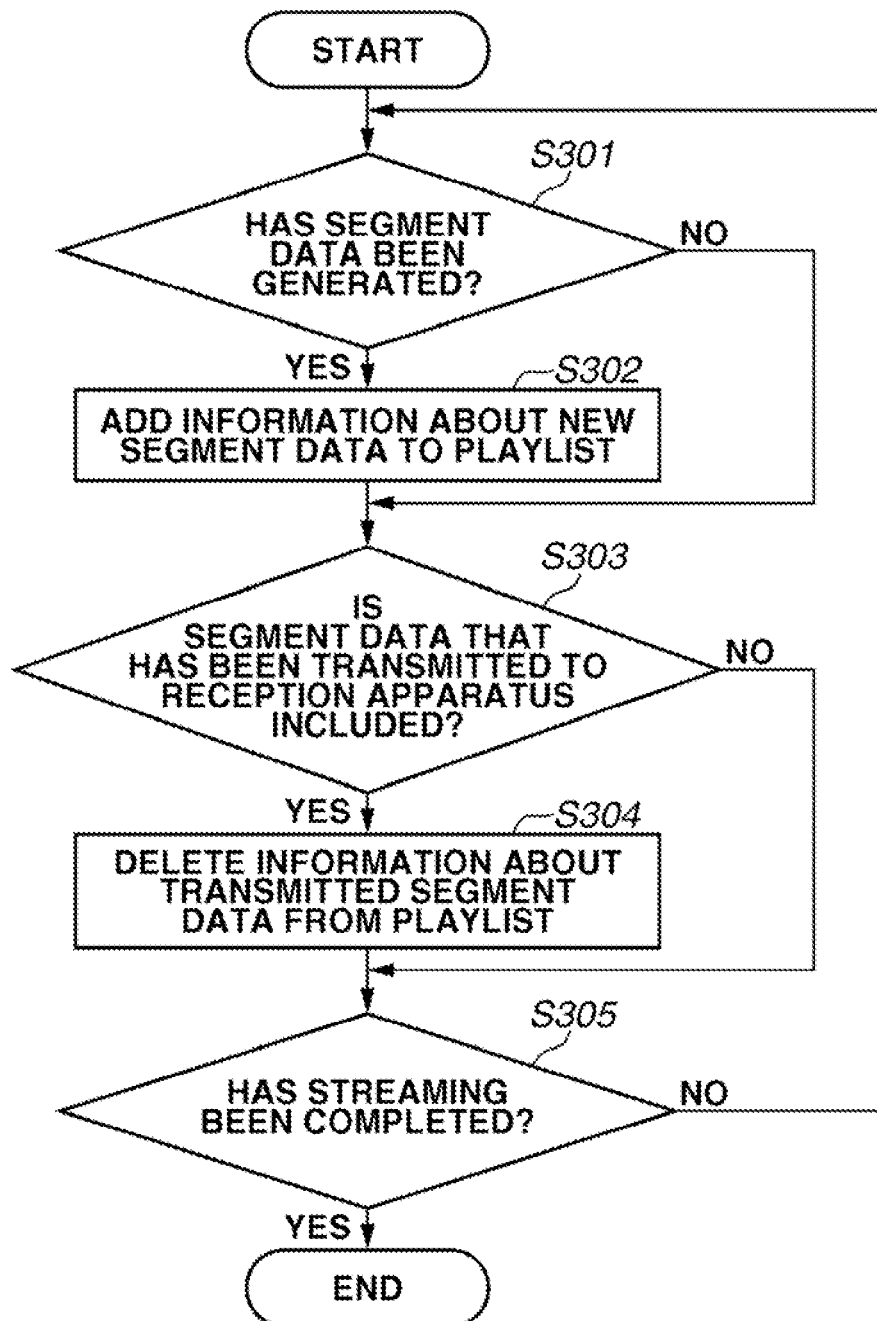 START
S301
HAS SEGMENT
DATA BEEN
GENERATED?
NO
YES
S302
ADD INFORMATION ABOUT NEW
SEGMENT DATA TO PLAYLIST
S303
IS
SEGMENT DATA THAT
HAS BEEN TRANSMITTED TO
RECEPTION APPARATUS
INCLUDED?
NO
YES
S304
DELETE INFORMATION ABOUT
TRANSMITTED SEGMENT
DATA FROM PLAYLIST
S305
HAS STREAMING
BEEN COMPLETED?
NO
YES
END